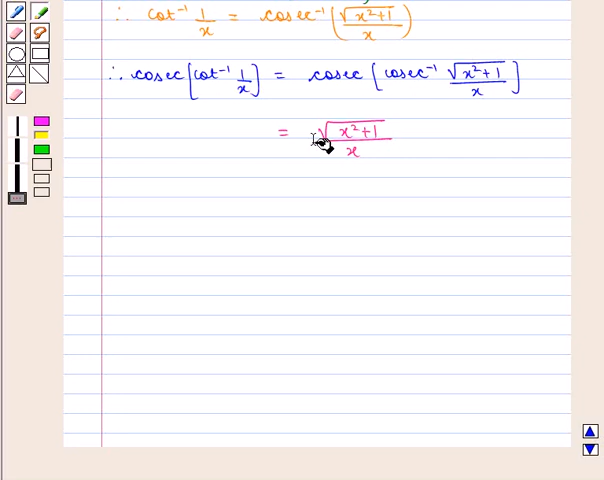 ∴ cot⁻¹ 1/x = cosec⁻¹ (√(x²+1)/x)
∴ cosec[cot⁻¹ 1/x] = cosec [cosec⁻¹ √(x²+1)/x]
= √(x²+1)/x